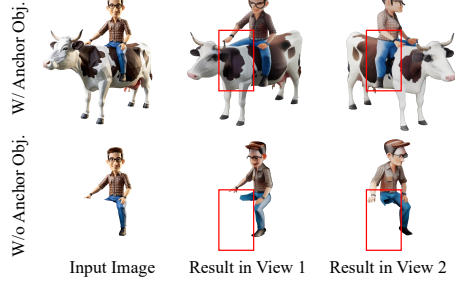 W/ Anchor Obj.
W/o Anchor Obj.
Input Image
Result in View 1
Result in View 2